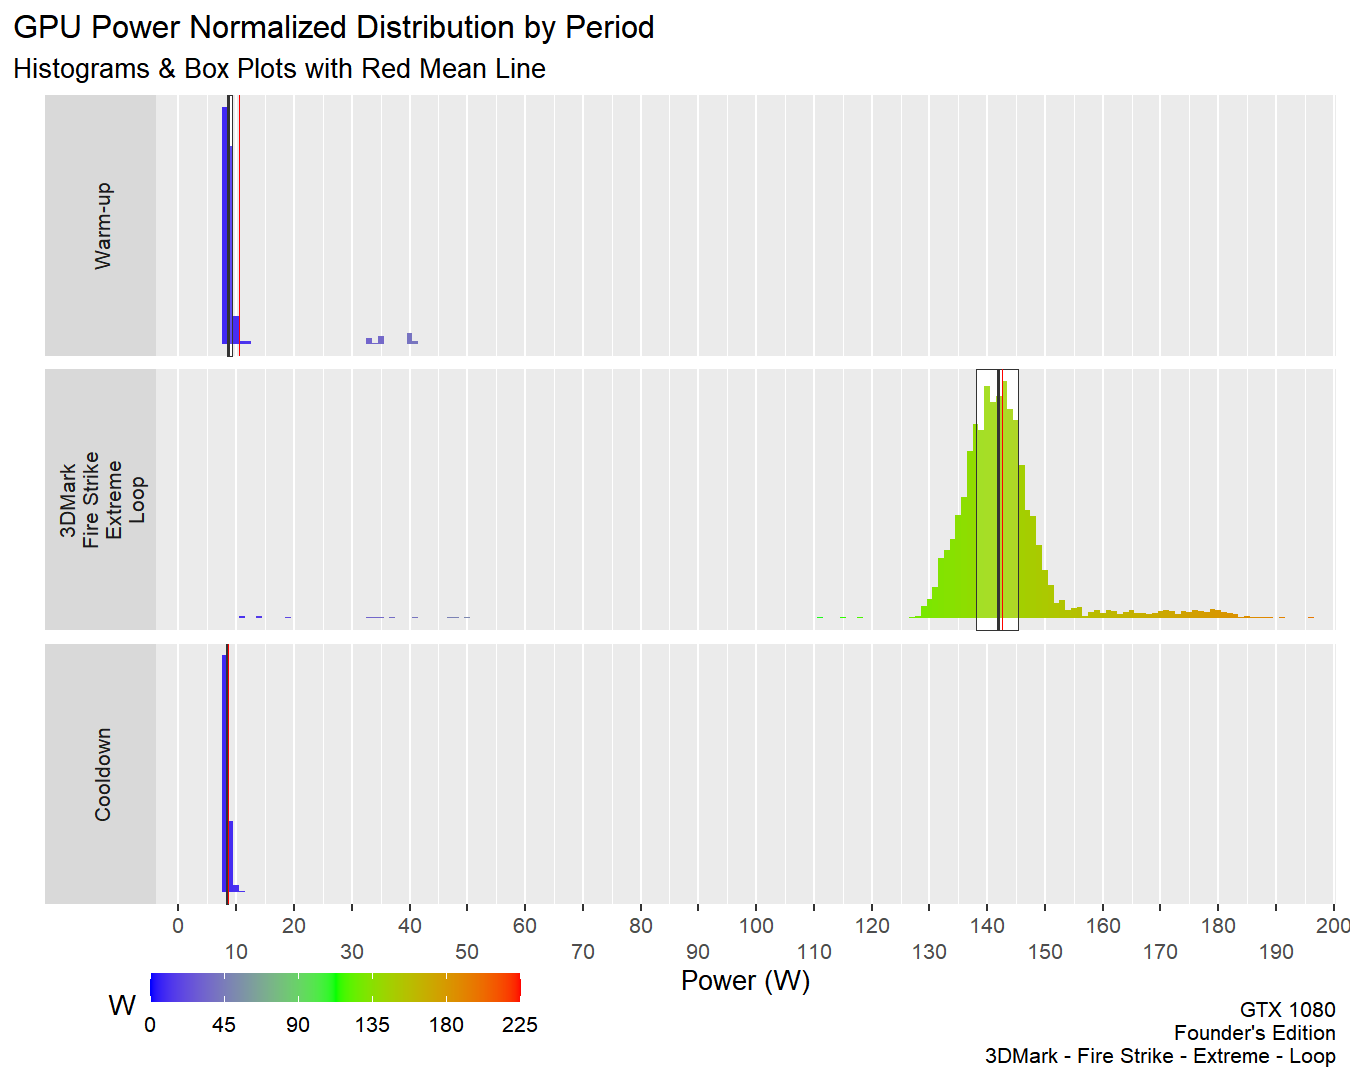 GPU Power Normalized Distribution by Period
Histograms & Box Plots with Red Mean Line
Warm-up
3DMark
Fire Strike
Extreme
Loop
Cooldown
0 20 40 60 80 100 120 140 160 180 200
10 30 50 70 90 110 130 150 170 190
Power (W)
W
0 45 90 135 180 225
GTX 1080
Founder's Edition
3DMark - Fire Strike - Extreme - Loop